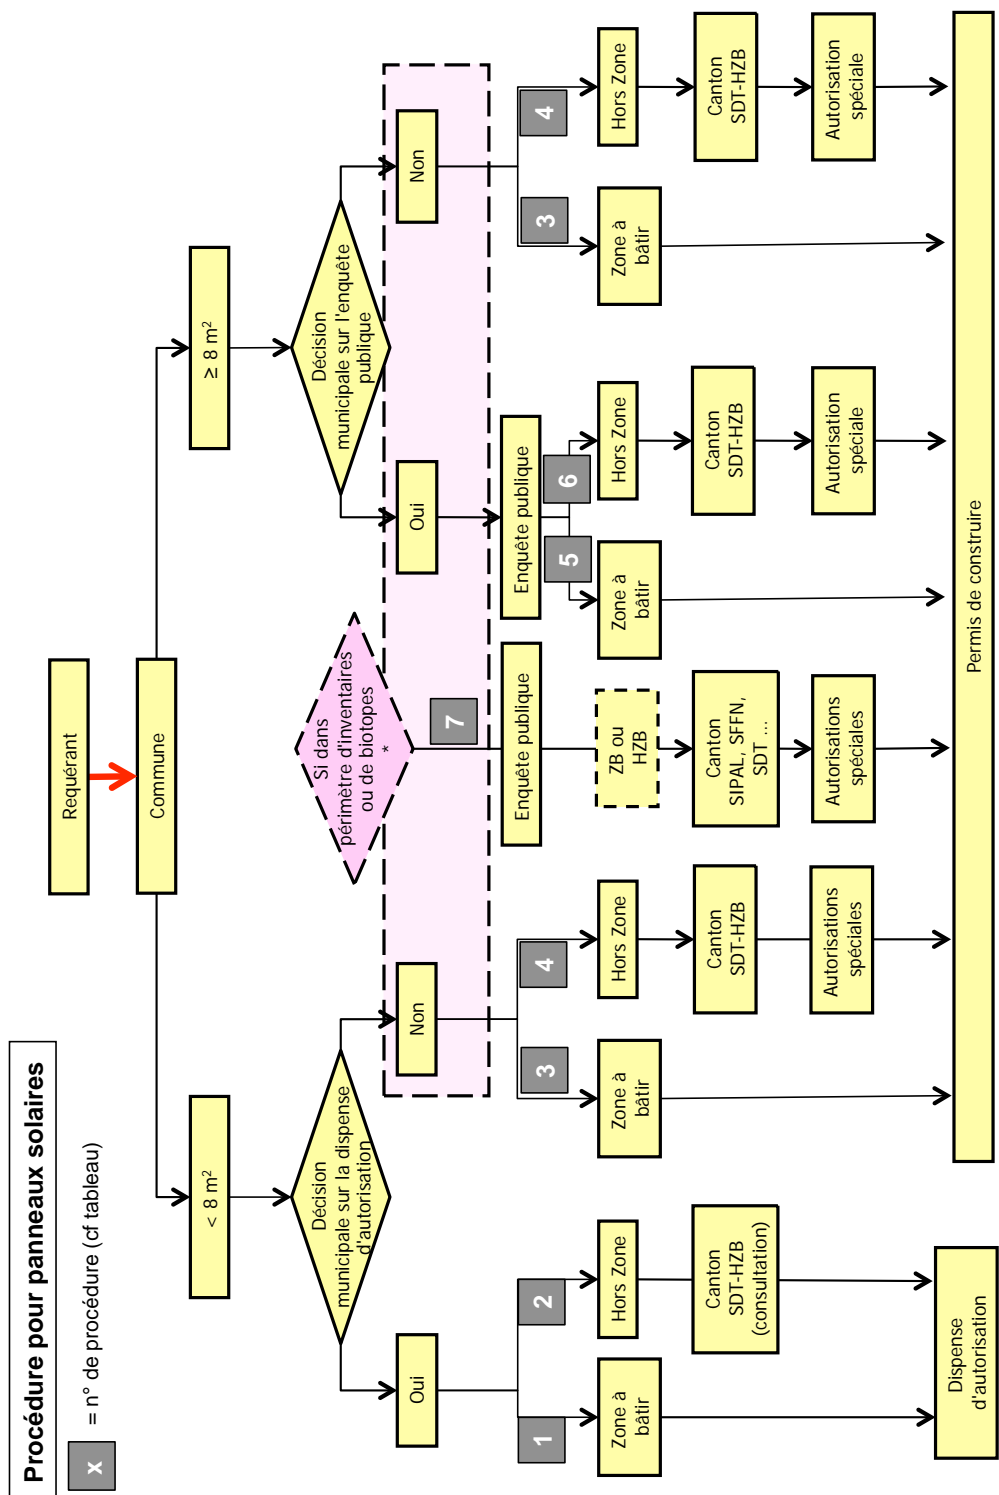 Procédure pour panneaux solaires
x = n° de procédure (cf tableau)
Requérant
Commune
< 8 m²
≥ 8 m²
Décision
municipale sur la dispense
d'autorisation
Si dans
périmètre d'inventaires
ou de biotopes
*
Décision
municipale sur l'enquête
publique
Oui
Non
Oui
Non
1
2
3
4
7
Enquête publique
Enquête publique
5
6
3
4
Zone à
bâtir
Hors Zone
Zone à
bâtir
Hors Zone
ZB ou
HZB
Zone à
bâtir
Hors Zone
Zone à
bâtir
Hors Zone
Canton
SDT-HZB
(consultation)
Canton
SDT-HZB
Canton
SIPAL, SFFN,
SDT ...
Canton
SDT-HZB
Canton
SDT-HZB
Autorisations
spéciales
Autorisations
spéciales
Autorisation
spéciale
Autorisation
spéciale
Dispense
d'autorisation
Permis de construire